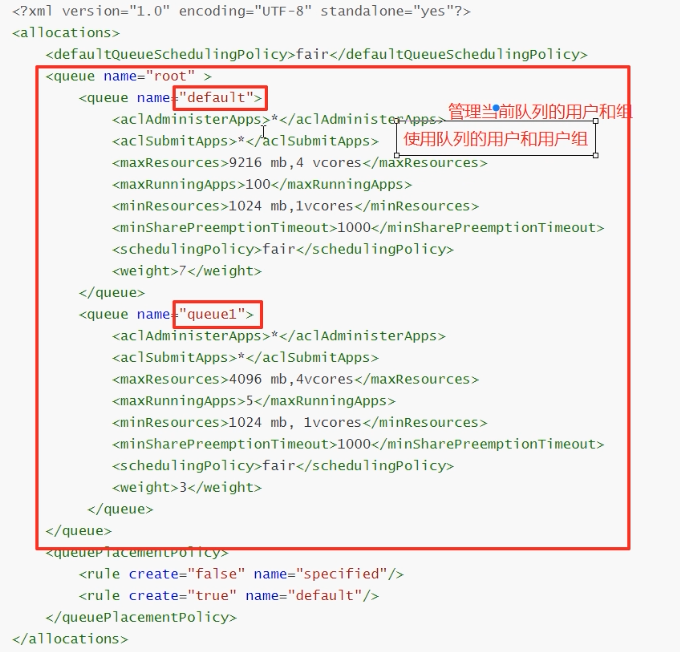 <?xml version="1.0" encoding="UTF-8" standalone="yes"?>
<allocations>
<defaultQueueSchedulingPolicy>fair</defaultQueueSchedulingPolicy>
<queue name="root" >
<queue name="default">
管理当前队列的用户和组
<aclAdministerApps>*</aclAdministerApps>
<aclSubmitApps>*</aclSubmitApps>
使用队列的用户和用户组
<maxResources>9216 mb,4 vcores</maxResources>
<maxRunningApps>100</maxRunningApps>
<minResources>1024 mb,1vcores</minResources>
<minSharePreemptionTimeout>1000</minSharePreemptionTimeout>
<schedulingPolicy>fair</schedulingPolicy>
<weight>7</weight>
</queue>
<queue name="queue1">
<aclAdministerApps>*</aclAdministerApps>
<aclSubmitApps>*</aclSubmitApps>
<maxResources>4096 mb,4vcores</maxResources>
<maxRunningApps>5</maxRunningApps>
<minResources>1024 mb, 1vcores</minResources>
<minSharePreemptionTimeout>1000</minSharePreemptionTimeout>
<schedulingPolicy>fair</schedulingPolicy>
<weight>3</weight>
</queue>
</queue>
<queuePlacementPolicy>
<rule create="false" name="specified"/>
<rule create="true" name="default"/>
</queuePlacementPolicy>
</allocations>